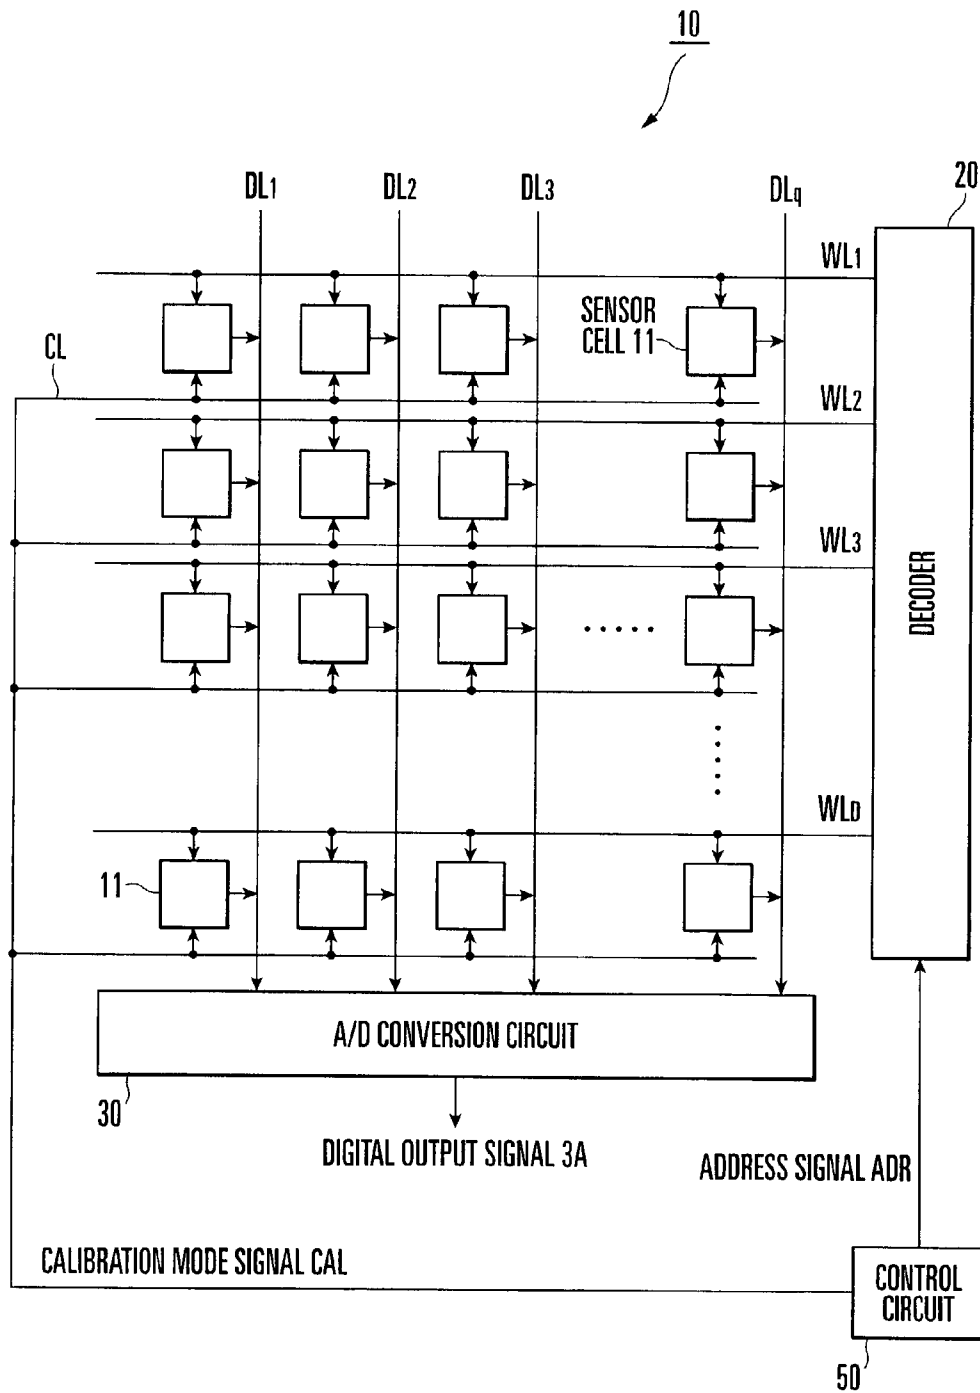 10
DL1
DL2
DL3
DLq
20
WL1
SENSOR
CELL 11
CL
WL2
WL3
DECODER
WLD
11
A/D CONVERSION CIRCUIT
30
DIGITAL OUTPUT SIGNAL 3A
ADDRESS SIGNAL ADR
CALIBRATION MODE SIGNAL CAL
CONTROL
CIRCUIT
50